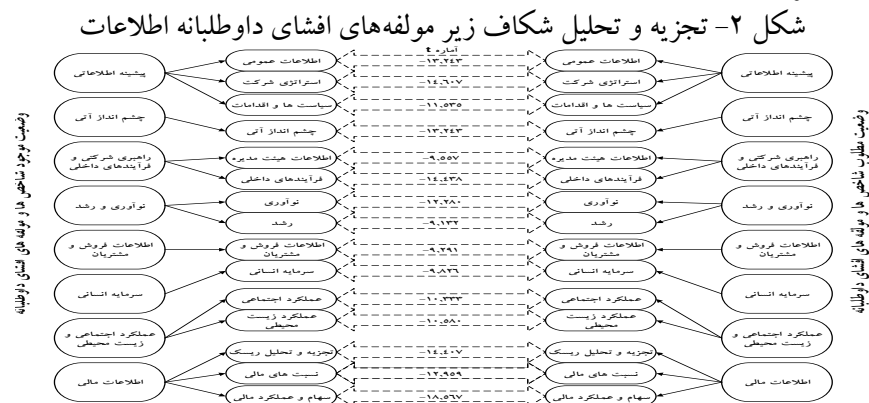 شکل ۲- تجزیه و تحلیل شکاف زیر مولفه‌های افشای داوطلبانه اطلاعات
آماره t
وضعیت مطلوب شاخص ها و مولفه های افشای داوطلبانه
پیشینه اطلاعاتی
چشم انداز آتی
راهبری شرکتی و
فرآیندهای داخلی
نوآوری و رشد
اطلاعات فروش و
مشتریان
سرمایه انسانی
عملکرد اجتماعی و
زیست محیطی
اطلاعات مالی
اطلاعات عمومی
استراتژی شرکت
سیاست ها و اقدامات
چشم انداز آتی
اطلاعات هیئت مدیره
فرآیندهای داخلی
نوآوری
رشد
اطلاعات فروش و
مشتریان
سرمایه انسانی
عملکرد اجتماعی
عملکرد زیست
محیطی
تجزیه و تحلیل ریسک
نسبت های مالی
سهام و عملکرد مالی
-۱۳.۲۴۳
-۱۴.۶۰۷
-۱۱.۵۳۵
-۱۳.۲۴۳
-۹.۵۵۷
-۱۴.۴۳۸
-۱۲.۲۸۰
-۹.۱۳۲
-۹.۲۹۱
-۹.۸۲۶
-۱۰.۳۳۳
-۱۰.۵۸۰
-۱۴.۴۰۷
-۱۲.۹۵۹
-۱۸.۵۶۷
اطلاعات عمومی
استراتژی شرکت
سیاست ها و اقدامات
چشم انداز آتی
اطلاعات هیئت مدیره
فرآیندهای داخلی
نوآوری
رشد
اطلاعات فروش و
مشتریان
سرمایه انسانی
عملکرد اجتماعی
عملکرد زیست
محیطی
تجزیه و تحلیل ریسک
نسبت های مالی
سهام و عملکرد مالی
پیشینه اطلاعاتی
چشم انداز آتی
راهبری شرکتی و
فرآیندهای داخلی
نوآوری و رشد
اطلاعات فروش و
مشتریان
سرمایه انسانی
عملکرد اجتماعی و
زیست محیطی
اطلاعات مالی
وضعیت موجود شاخص ها و مولفه های افشای داوطلبانه